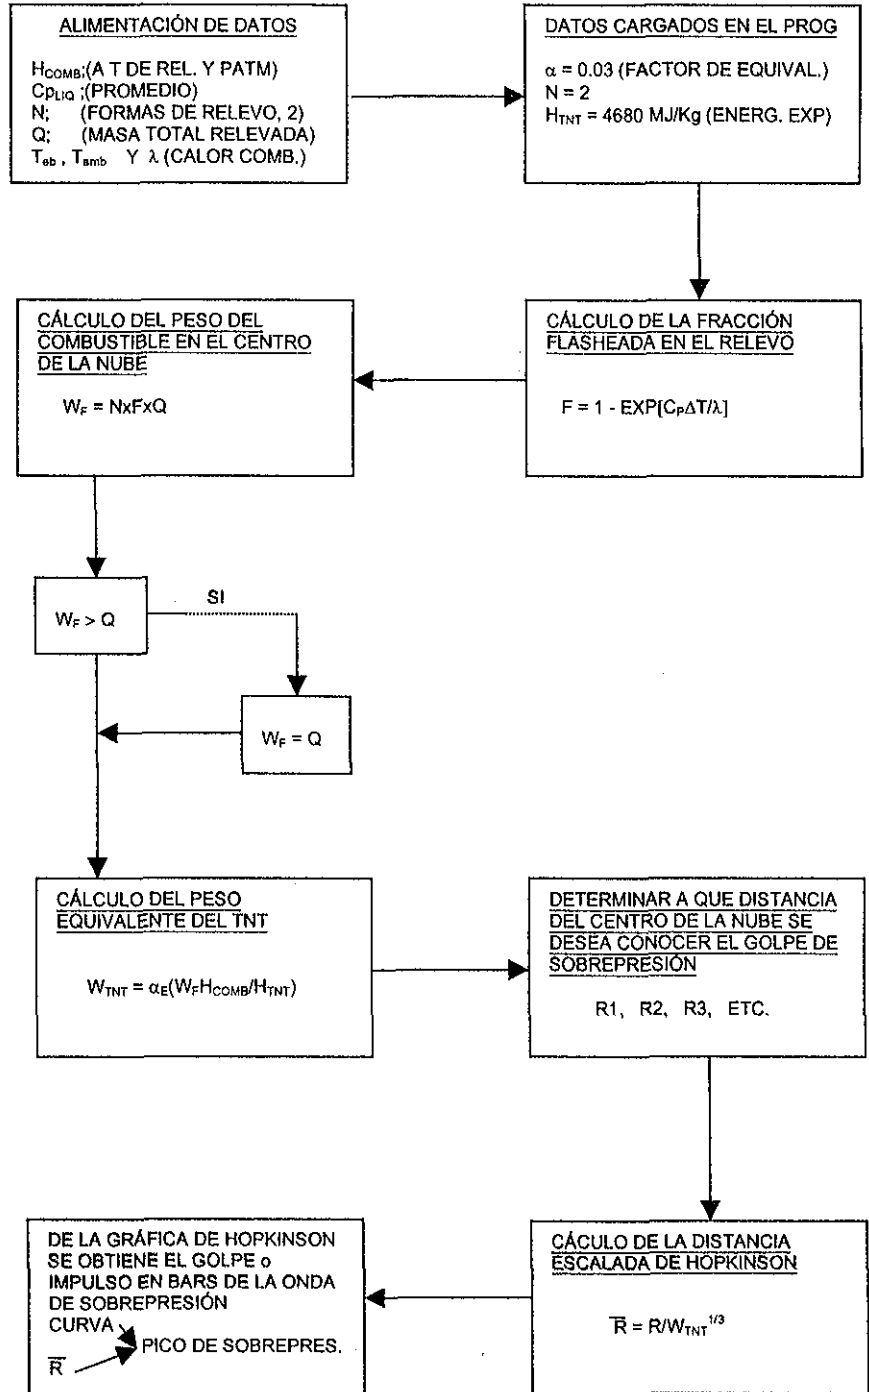 ALIMENTACIÓN DE DATOS
H_COMB;(A T DE REL. Y PATM)
Cp_LIQ ;(PROMEDIO)
N; (FORMAS DE RELEVO, 2)
Q; (MASA TOTAL RELEVADA)
T_eb , T_amb Y λ (CALOR COMB.)
DATOS CARGADOS EN EL PROG
α = 0.03 (FACTOR DE EQUIVAL.)
N = 2
H_TNT = 4680 MJ/Kg (ENERG. EXP)
CÁLCULO DE LA FRACCIÓN
FLASHEADA EN EL RELEVO
F = 1 - EXP[C_PΔT/λ]
CÁLCULO DEL PESO DEL
COMBUSTIBLE EN EL CENTRO
DE LA NUBE
W_F = NxFxQ
W_F > Q
SI
W_F = Q
CÁLCULO DEL PESO
EQUIVALENTE DEL TNT
W_TNT = α_E(W_FH_COMB/H_TNT)
DETERMINAR A QUE DISTANCIA
DEL CENTRO DE LA NUBE SE
DESEA CONOCER EL GOLPE DE
SOBREPRESIÓN
R1, R2, R3, ETC.
CÁCULO DE LA DISTANCIA
ESCALADA DE HOPKINSON
R̅ = R/W_TNT^1/3
DE LA GRÁFICA DE HOPKINSON
SE OBTIENE EL GOLPE o
IMPULSO EN BARS DE LA ONDA
DE SOBREPRESIÓN
CURVA
PICO DE SOBREPRES.
R̅